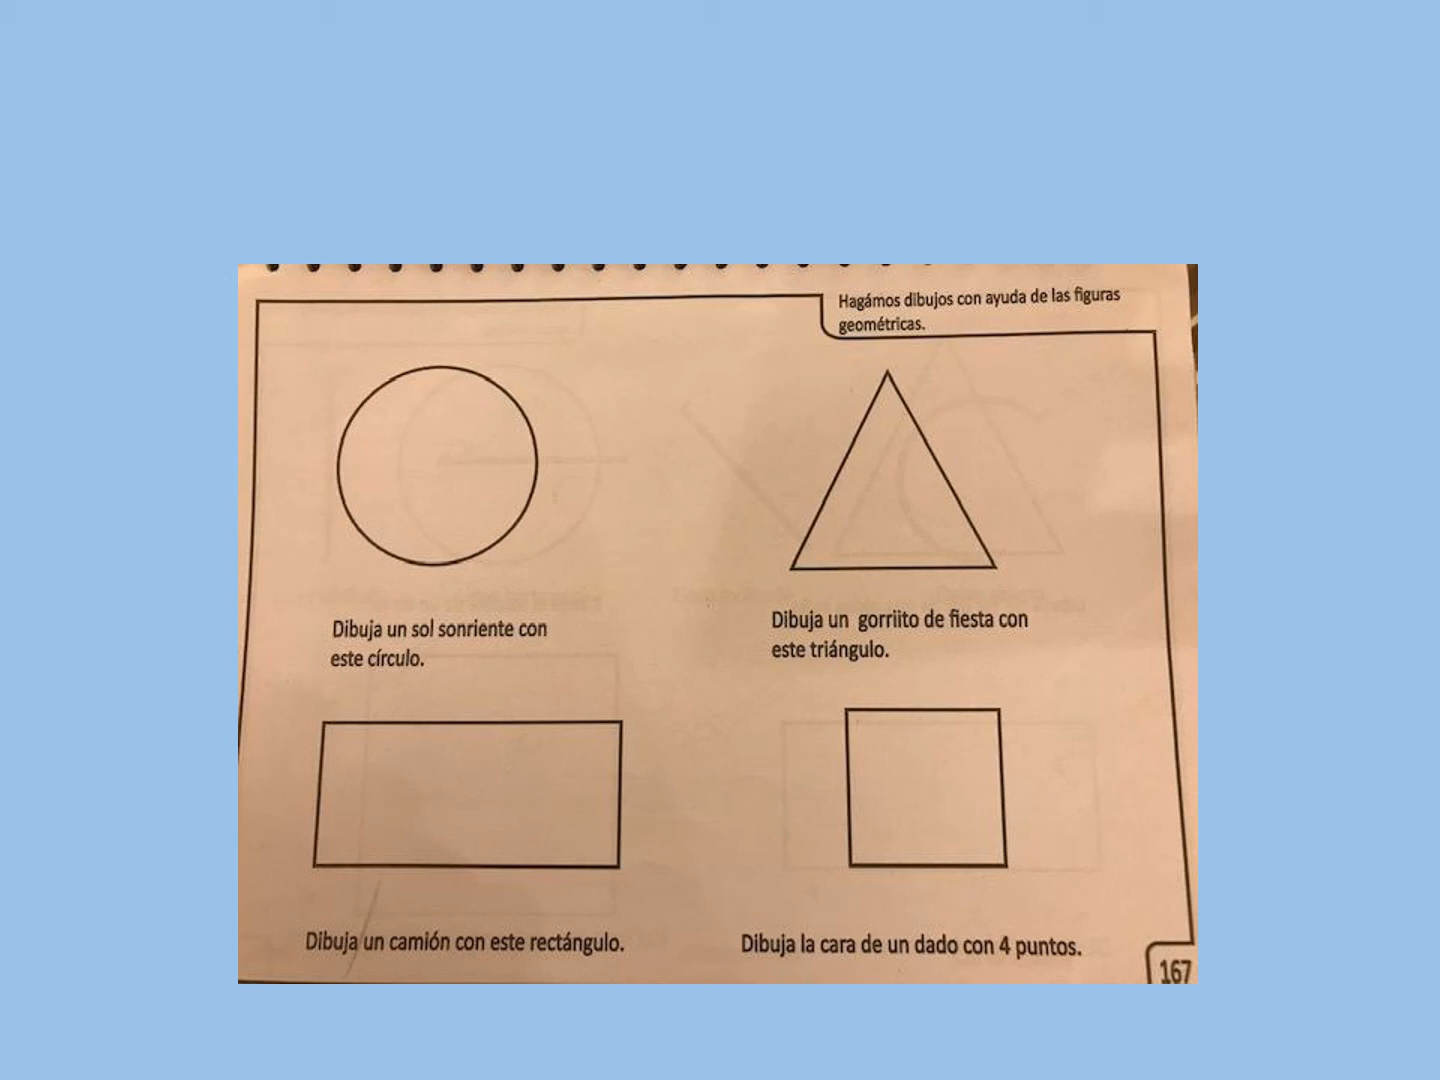 Hagámos dibujos con ayuda de las figuras
geométricas.
Dibuja un sol sonriente con
este círculo.
Dibuja un gorriito de fiesta con
este triángulo.
Dibuja un camión con este rectángulo.
Dibuja la cara de un dado con 4 puntos.
167